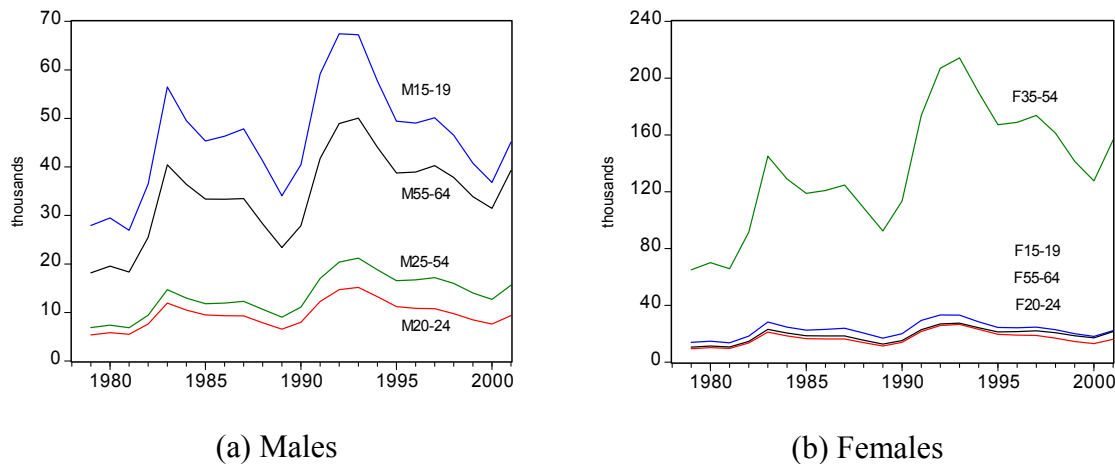 70
60
50
40
30
20
10
0
thousands
M15-19
M55-64
M25-54
M20-24
1980 1985 1990 1995 2000
(a) Males
240
200
160
120
80
40
0
thousands
F35-54
F15-19
F55-64
F20-24
1980 1985 1990 1995 2000
(b) Females